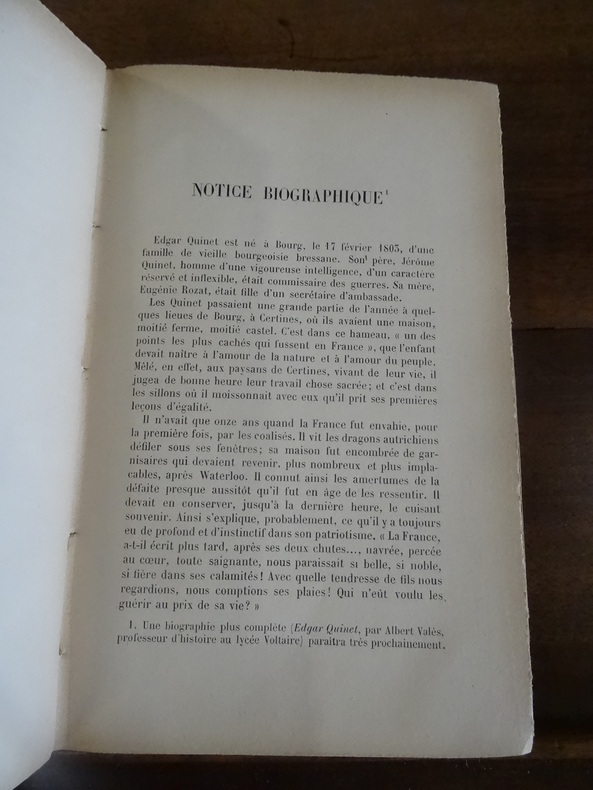 NOTICE BIOGRAPHIQUE¹
Edgar Quinet est né à Bourg, le 17 février 1803, d'une
famille de vieille bourgeoisie bressane. Son père, Jérôme
Quinet, homme d'une vigoureuse intelligence, d'un caractère
réservé et inflexible, était commissaire des guerres. Sa mère,
Eugénie Rozat, était fille d'un secrétaire d'ambassade.
Les Quinet passaient une grande partie de l'année à quel-
ques lieues de Bourg, à Certines, où ils avaient une maison,
moitié ferme, moitié castel. C'est dans ce hameau, « un des
points les plus cachés qui fussent en France », que l'enfant
devait naître à l'amour de la nature et à l'amour du peuple.
Mêlé, en effet, aux paysans de Certines, vivant de leur vie, il
jugea de bonne heure leur travail chose sacrée; et c'est dans
les sillons où il moissonnait avec eux qu'il prit ses premières
leçons d'égalité.
Il n'avait que onze ans quand la France fut envahie, pour
la première fois, par les coalisés. Il vit les dragons autrichiens
défiler sous ses fenêtres; sa maison fut encombrée de gar-
nisaires qui devaient revenir, plus nombreux et plus impla-
cables, après Waterloo. Il connut ainsi les amertumes de la
défaite presque aussitôt qu'il fut en âge de les ressentir. Il
devait en conserver, jusqu'à la dernière heure, le cuisant
souvenir. Ainsi s'explique, probablement, ce qu'il y a toujours
eu de profond et d'instinctif dans son patriotisme. « La France,
a-t-il écrit plus tard, après ses deux chutes..., navrée, percée
au cœur, toute saignante, nous paraissait si belle, si noble,
si fière dans ses calamités! Avec quelle tendresse de fils nous
regardions, nous comptions ses plaies! Qui n'eût voulu les
guérir au prix de sa vie? »
1. Une biographie plus complète (Edgar Quinet, par Albert Valès,
professeur d'histoire au lycée Voltaire) paraîtra très prochainement.